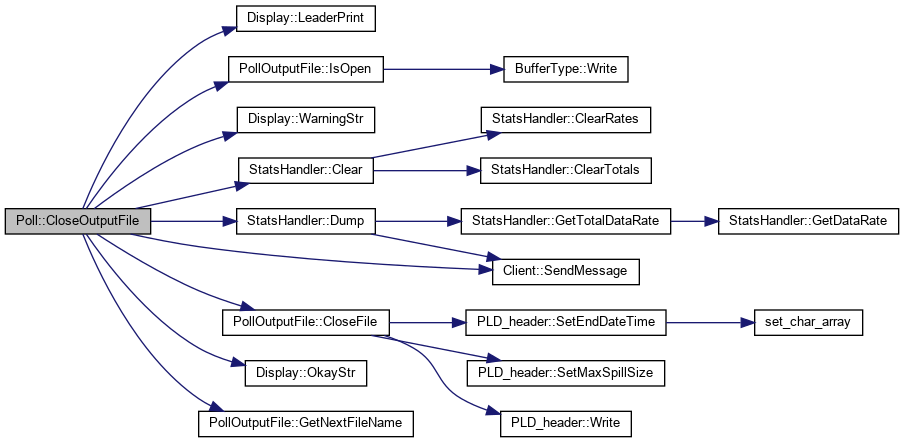 Display::LeaderPrint
PollOutputFile::IsOpen
BufferType::Write
Display::WarningStr
StatsHandler::ClearRates
StatsHandler::Clear
StatsHandler::ClearTotals
Poll::CloseOutputFile
StatsHandler::Dump
StatsHandler::GetTotalDataRate
StatsHandler::GetDataRate
Client::SendMessage
PollOutputFile::CloseFile
PLD_header::SetEndDateTime
set_char_array
Display::OkayStr
PLD_header::SetMaxSpillSize
PollOutputFile::GetNextFileName
PLD_header::Write